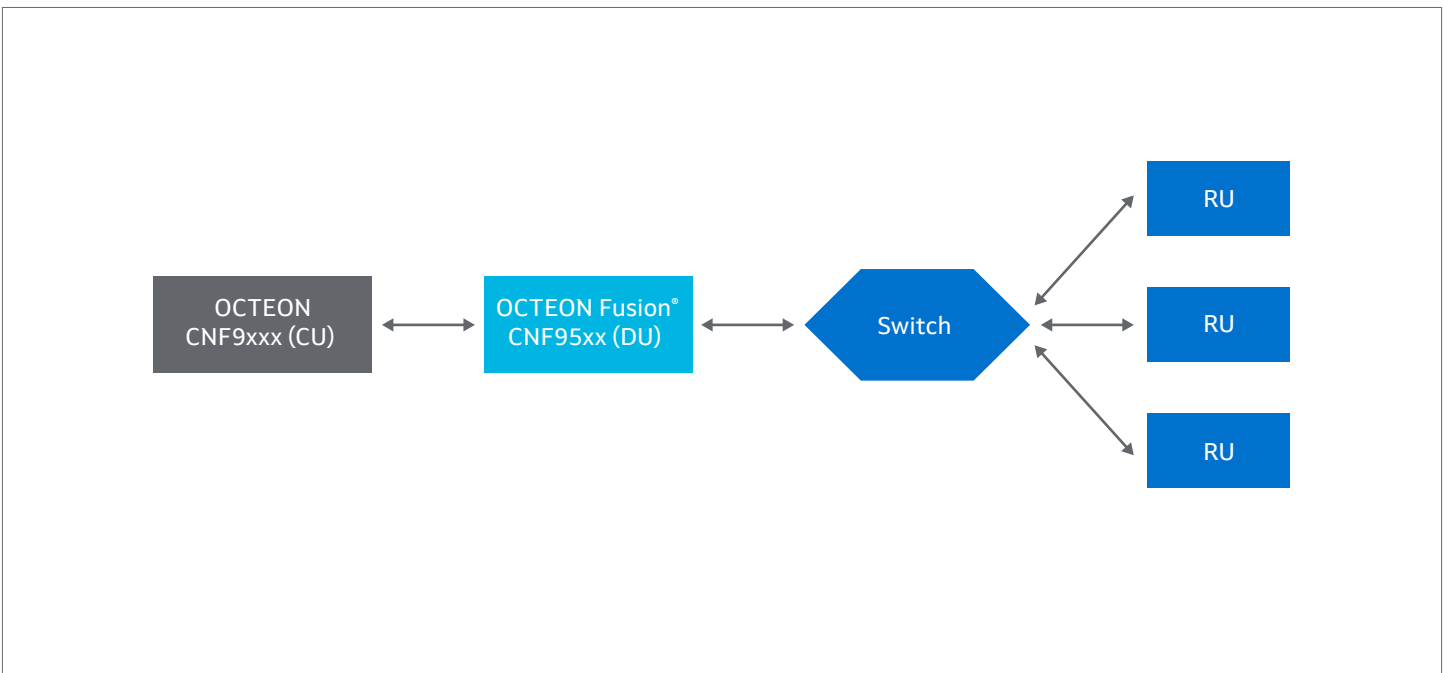 OCTEON
CNF9xxx (CU)
OCTEON Fusion®
CNF95xx (DU)
Switch
RU
RU
RU